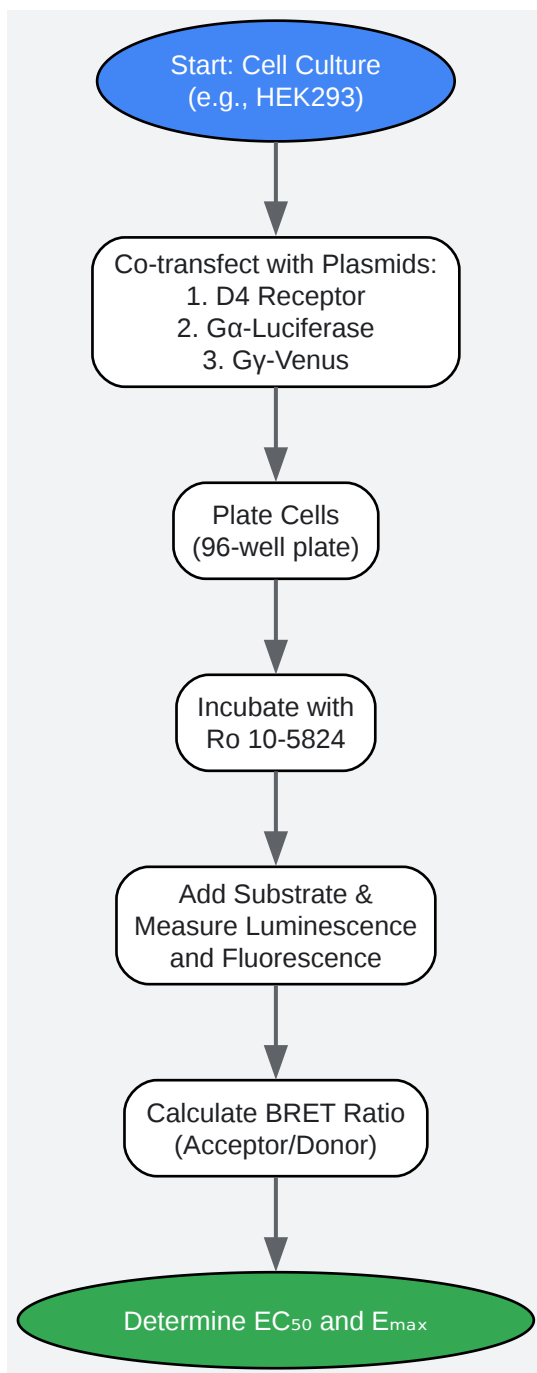 Start: Cell Culture
(e.g., HEK293)
Co-transfect with Plasmids:
1. D4 Receptor
2. Gα-Luciferase
3. Gγ-Venus
Plate Cells
(96-well plate)
Incubate with
Ro 10-5824
Add Substrate &
Measure Luminescence
and Fluorescence
Calculate BRET Ratio
(Acceptor/Donor)
Determine EC₅₀ and Eₘₐₓ